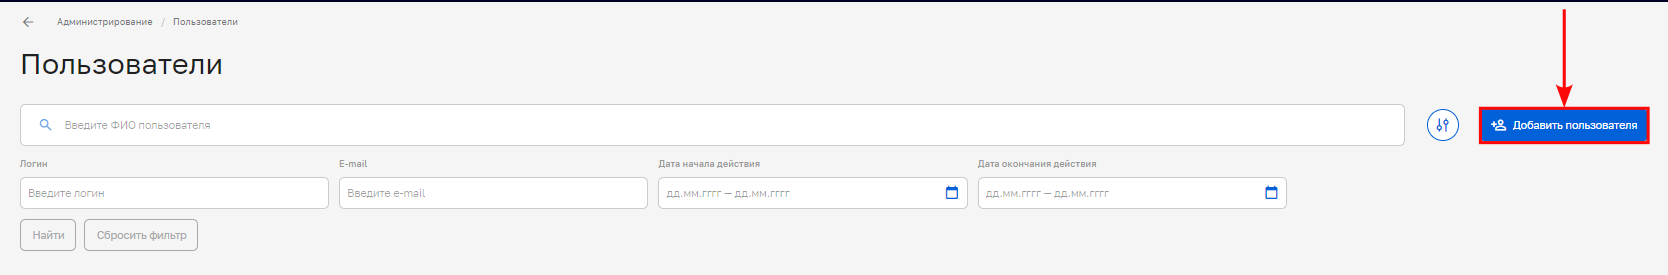 Администрирование / Пользователи
Пользователи
Введите ФИО пользователя
Добавить пользователя
Логин
E-mail
Дата начала действия
Дата окончания действия
Введите логин
Введите e-mail
дд.мм.гггг — дд.мм.гггг
дд.мм.гггг — дд.мм.гггг
Найти
Сбросить фильтр